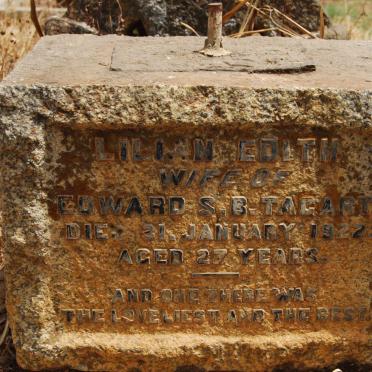 LILIAN EDITH
WIFE OF
EDWARD S. B. TAGART
DIED 21 JANUARY 1922
AGED 27 YEARS.
AND ONE THERE WAS
THE LOVELIEST AND THE BEST